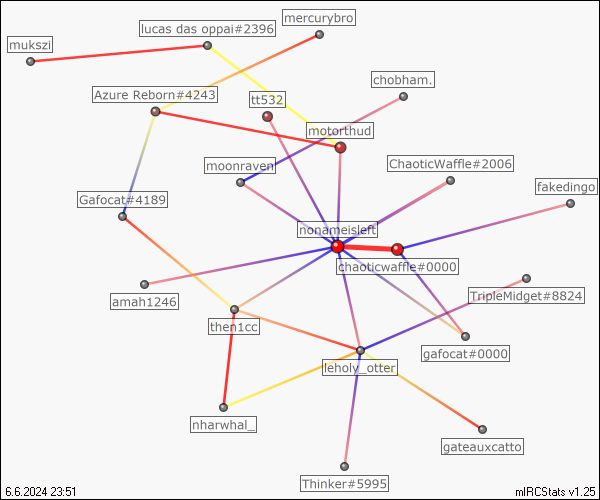 mercurybro
lucas das oppai#2396
mukszi
chobham.
Azure Reborn#4243
tt532
motorthud
moonraven
ChaoticWaffle#2006
fakedingo
Gafocat#4189
nonameisleft
chaoticwaffle#0000
amah1246
TripleMidget#8824
then1cc
gafocat#0000
leholy_otter
nharwhal_
gateauxcatto
Thinker#5995
6.6.2024 23:51
mIRCStats v1.25